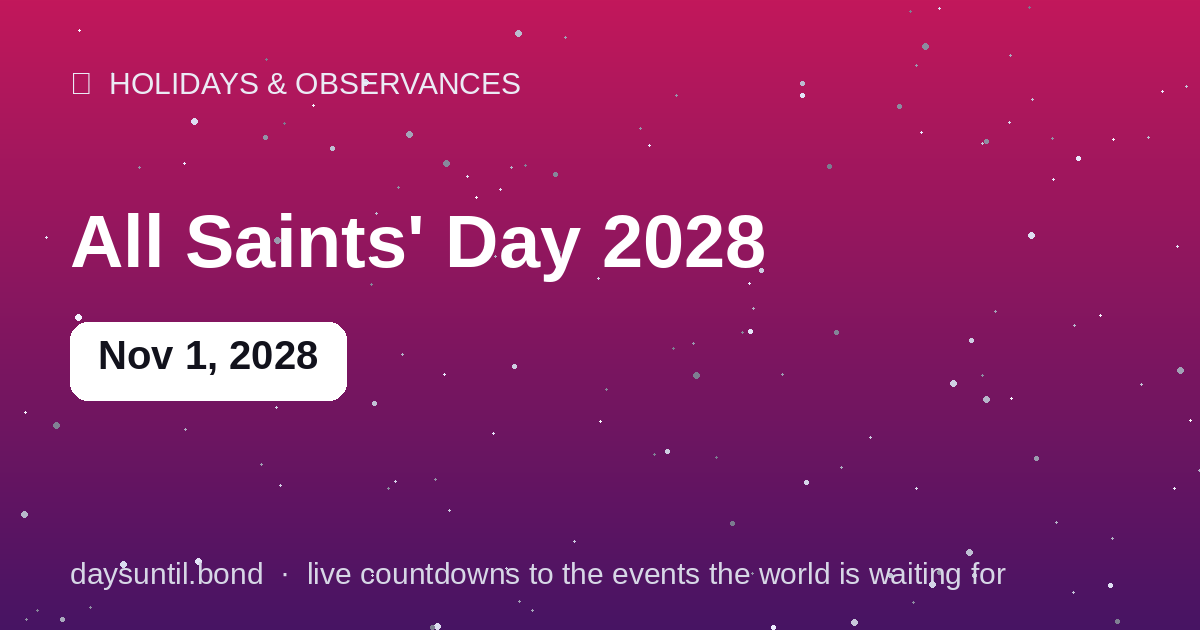 HOLIDAYS & OBSERVANCES
All Saints' Day 2028
Nov 1, 2028
daysuntil.bond · live countdowns to the events the world is waiting for